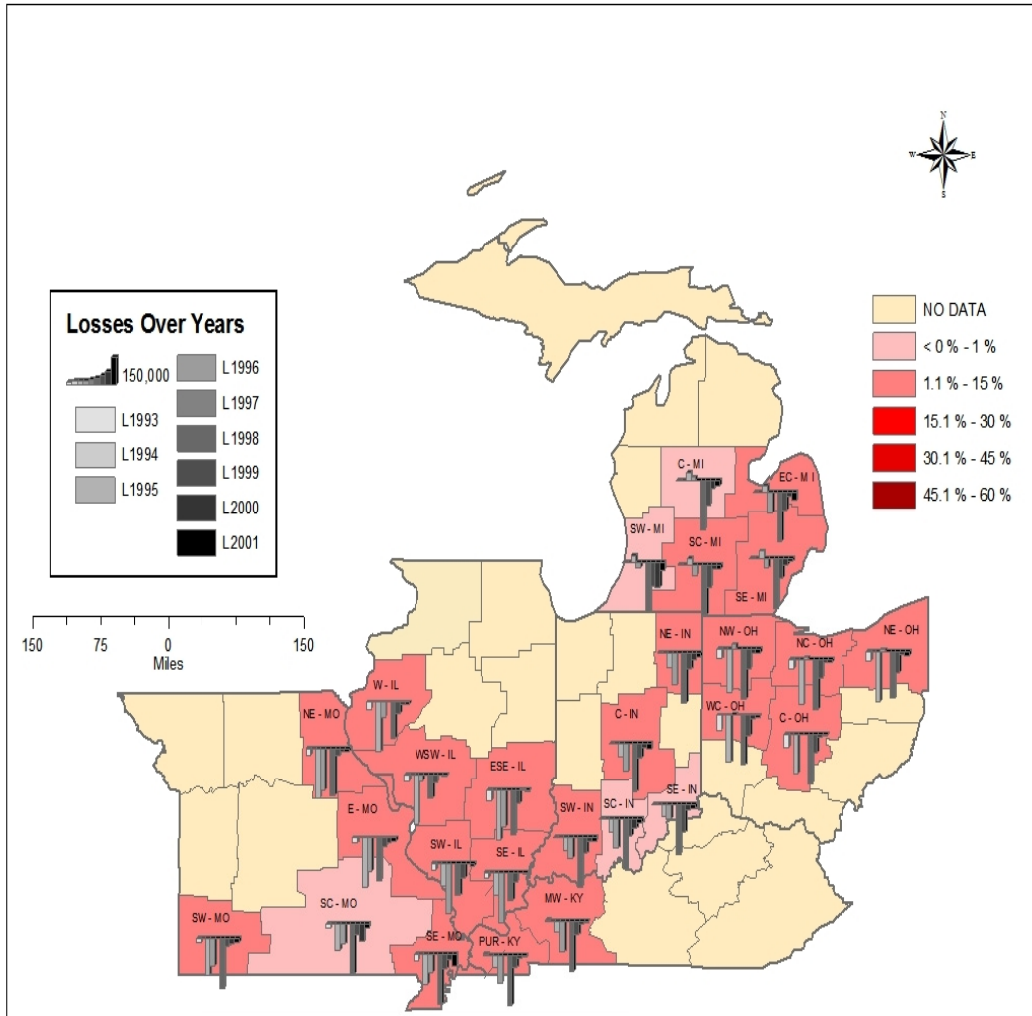 N
W E
S
Losses Over Years
150,000
L1993
L1994
L1995
L1996
L1997
L1998
L1999
L2000
L2001
NO DATA
< 0 % - 1 %
1.1 % - 15 %
15.1 % - 30 %
30.1 % - 45 %
45.1 % - 60 %
150 75 0 150
Miles
C - MI
EC - MI
SW - MI
SC - MI
SE - MI
NE - IN
NW - OH
NC - OH
NE - OH
W - IL
NE - MO
C - IN
WC - OH
C - OH
WSW - IL
ESE - IL
SE - IN
SW - IN
SC - IN
E - MO
SW - IL
SE - IL
SC - MO
MW - KY
SW - MO
SE - MO
PUR - KY